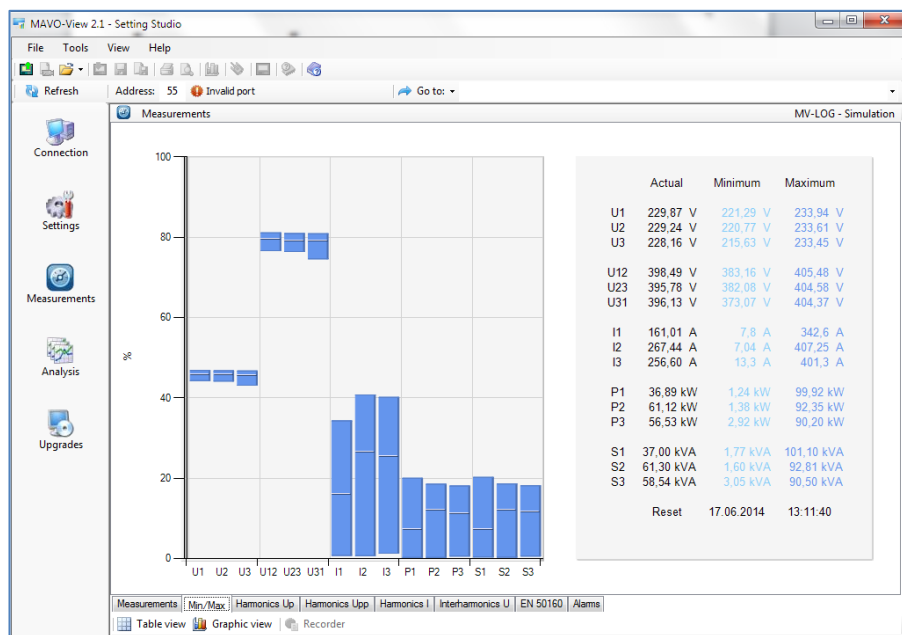 MAVO-View 2.1 - Setting Studio
File Tools View Help
Refresh Address: 55 Invalid port Go to:
Measurements MV-LOG - Simulation
Connection
Settings
Measurements
Analysis
Upgrades
%
100
80
60
40
20
0
U1 U2 U3 U12 U23 U31 I1 I2 I3 P1 P2 P3 S1 S2 S3
Actual Minimum Maximum
U1 229,87 V 221,29 V 233,94 V
U2 229,24 V 220,77 V 233,61 V
U3 228,16 V 215,63 V 233,45 V
U12 398,49 V 383,16 V 405,48 V
U23 395,78 V 382,08 V 404,58 V
U31 396,13 V 373,07 V 404,37 V
I1 161,01 A 7,8 A 342,6 A
I2 267,44 A 7,04 A 407,25 A
I3 256,60 A 13,3 A 401,3 A
P1 36,89 kW 1,24 kW 99,92 kW
P2 61,12 kW 1,38 kW 92,35 kW
P3 56,53 kW 2,92 kW 90,20 kW
S1 37,00 kVA 1,77 kVA 101,10 kVA
S2 61,30 kVA 1,60 kVA 92,81 kVA
S3 58,54 kVA 3,05 kVA 90,50 kVA
Reset 17.06.2014 13:11:40
Measurements Min/Max Harmonics Up Harmonics Upp Harmonics I Interharmonics U EN 50160 Alarms
Table view Graphic view Recorder